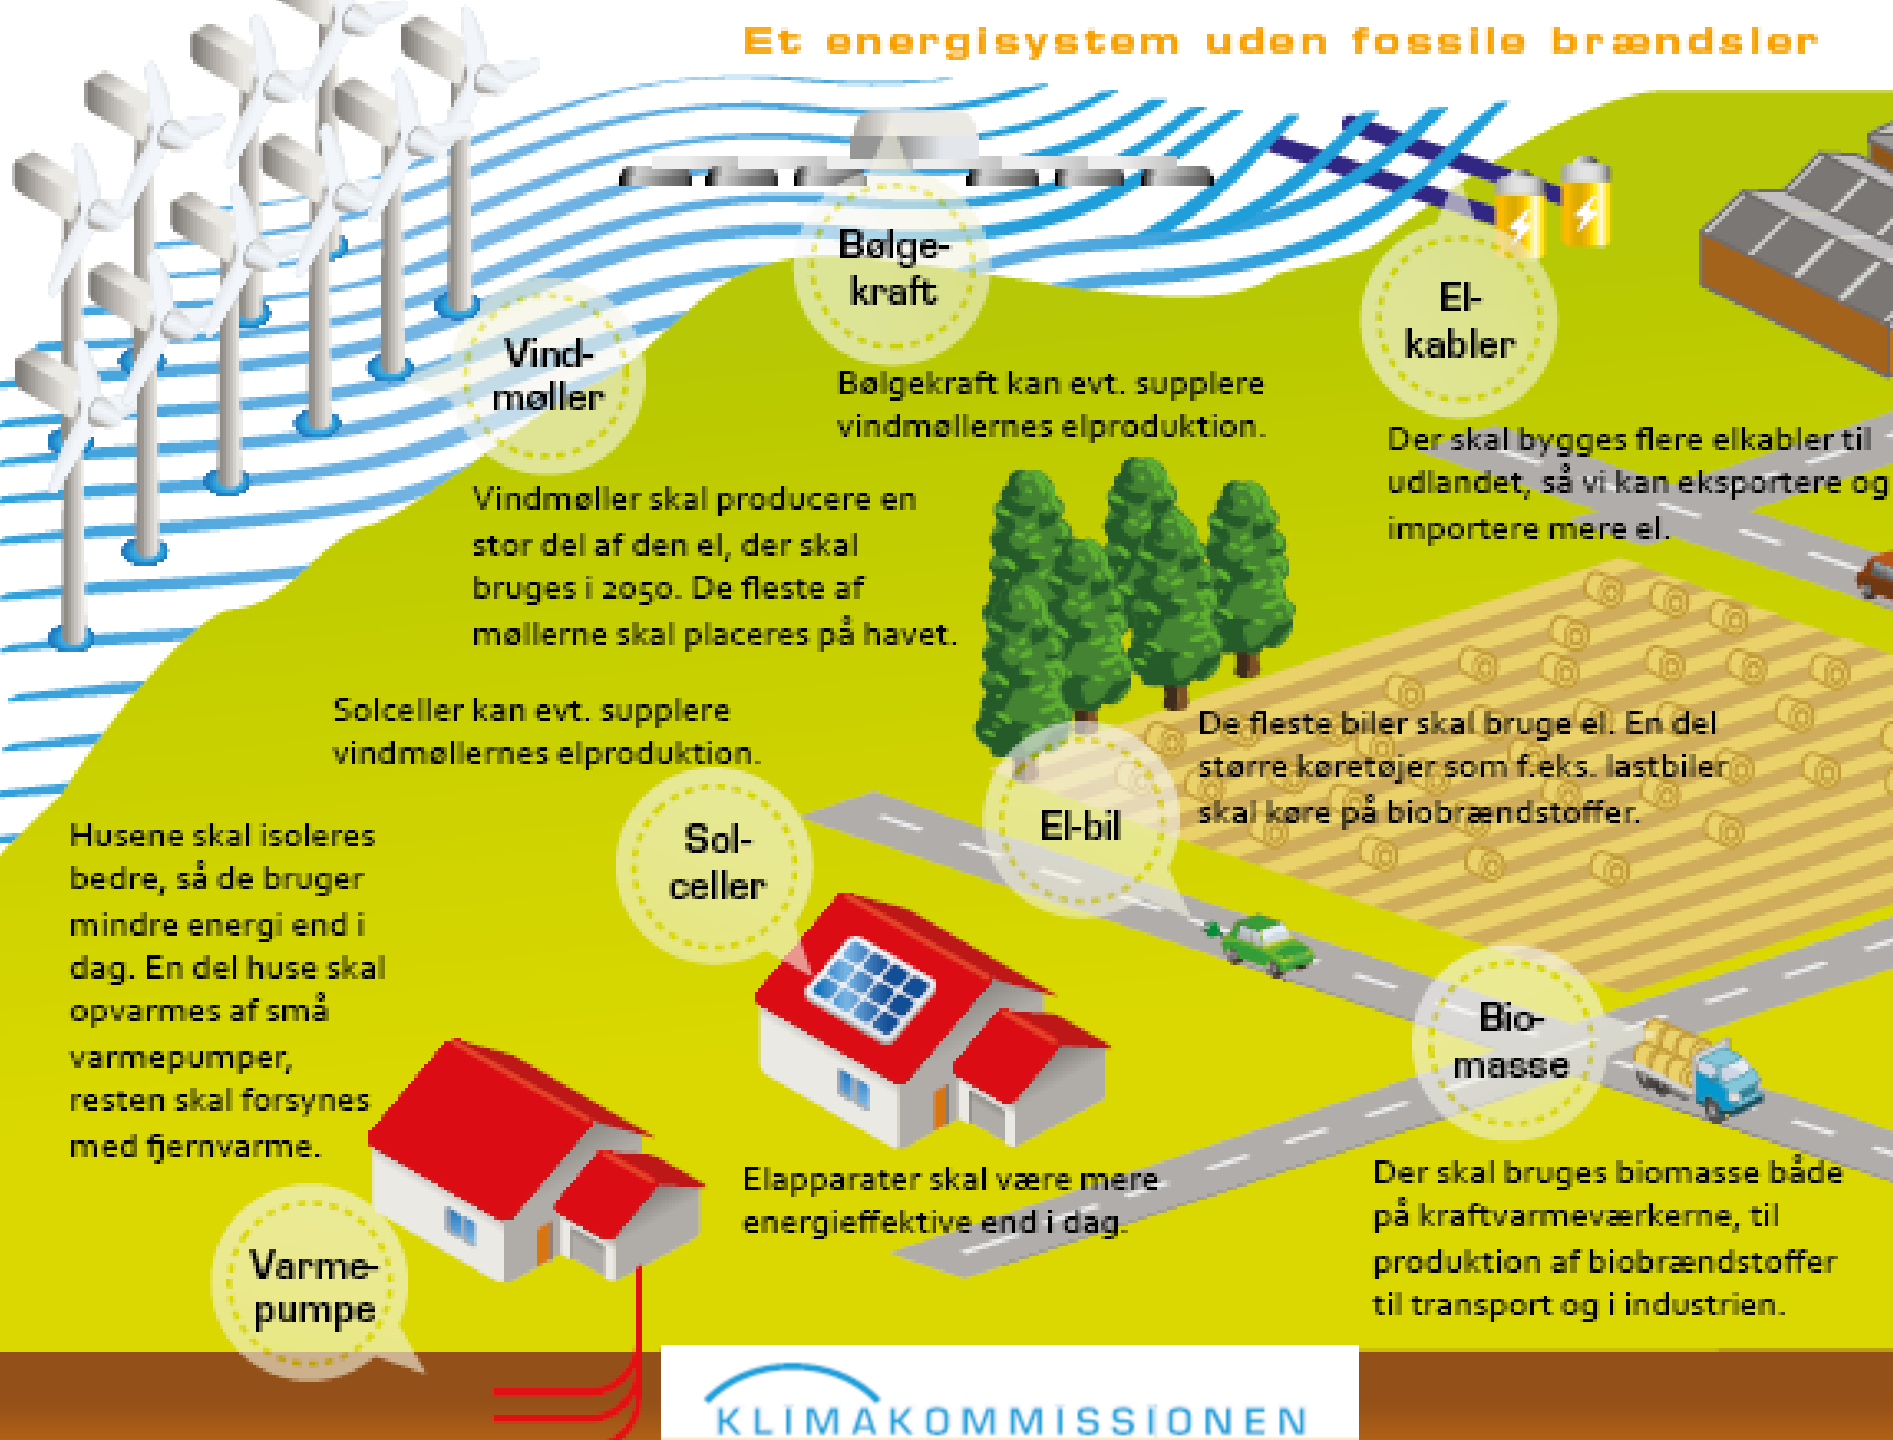 Et energisystem uden fossile brændsler
Bølge-
kraft
El-
kabler
Vind-
møller
Bølgekraft kan evt. supplere
vindmøllernes elproduktion.
Der skal bygges flere elkabler til
udlandet, så vi kan eksportere og
importere mere el.
Vindmøller skal producere en
stor del af den el, der skal
bruges i 2050. De fleste af
møllerne skal placeres på havet.
Solceller kan evt. supplere
vindmøllernes elproduktion.
De fleste biler skal bruge el. En del
større køretøjer som f.eks. lastbiler
skal køre på biobrændstoffer.
El-bil
Sol-
celler
Husene skal isoleres
bedre, så de bruger
mindre energi end i
dag. En del huse skal
opvarmes af små
varmepumper,
resten skal forsynes
med fjernvarme.
Bio-
masse
Elapparater skal være mere
energieffektive end i dag.
Der skal bruges biomasse både
på kraftvarmeværkerne, til
produktion af biobrændstoffer
til transport og i industrien.
Varme-
pumpe
KLIMAKOMMISSIONEN